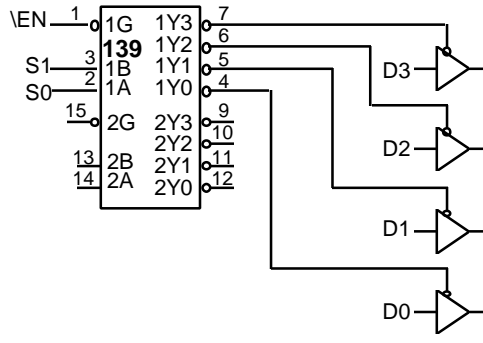 \EN 1 1G 1Y3 7
139 1Y2 6
S1 3 1B 1Y1 5 D3
S0 2 1A 1Y0 4
15 2G 2Y3 9
2Y2 10 D2
13 2B 2Y1 11
14 2A 2Y0 12
D1
D0